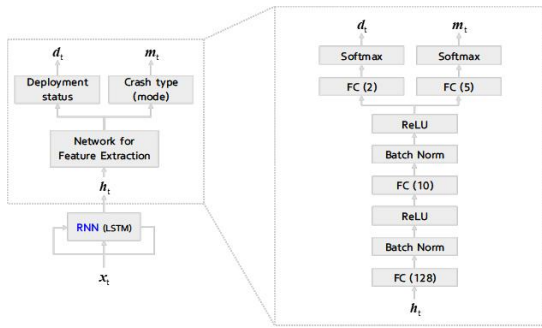 d_t
m_t
Deployment
status
Crash type
(mode)
Network for
Feature Extraction
h_t
RNN (LSTM)
x_t
d_t
m_t
Softmax
Softmax
FC (2)
FC (5)
ReLU
Batch Norm
FC (10)
ReLU
Batch Norm
FC (128)
h_t